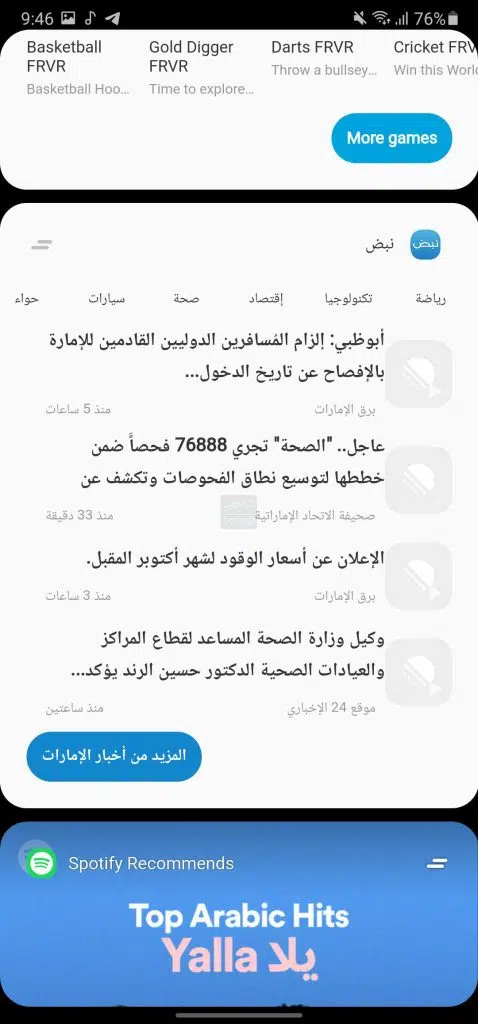 9:46
76%
Basketball
FRVR
Gold Digger
FRVR
Darts FRVR
Cricket FRV
Basketball Hoo...
Time to explore...
Throw a bullsey...
Win this World
More games
نبض
نبض
رياضة
تكنولوجيا
إقتصاد
صحة
سيارات
حواء
أبوظبي: إلزام المُسافرين الدوليين القادمين للإمارة
بالإفصاح عن تاريخ الدخول...
برق الإمارات
منذ 5 ساعات
عاجل.. "الصحة" تجري 76888 فحصاً ضمن
خططها لتوسيع نطاق الفحوصات وتكشف عن
صحيفة الاتحاد الإماراتية
منذ 33 دقيقة
الإعلان عن أسعار الوقود لشهر أكتوبر المقبل.
برق الإمارات
منذ 3 ساعات
وكيل وزارة الصحة المساعد لقطاع المراكز
والعيادات الصحية الدكتور حسين الرند يؤكد...
موقع 24 الإخباري
منذ ساعتين
المزيد من أخبار الإمارات
Spotify Recommends
Top Arabic Hits
Yalla يلا